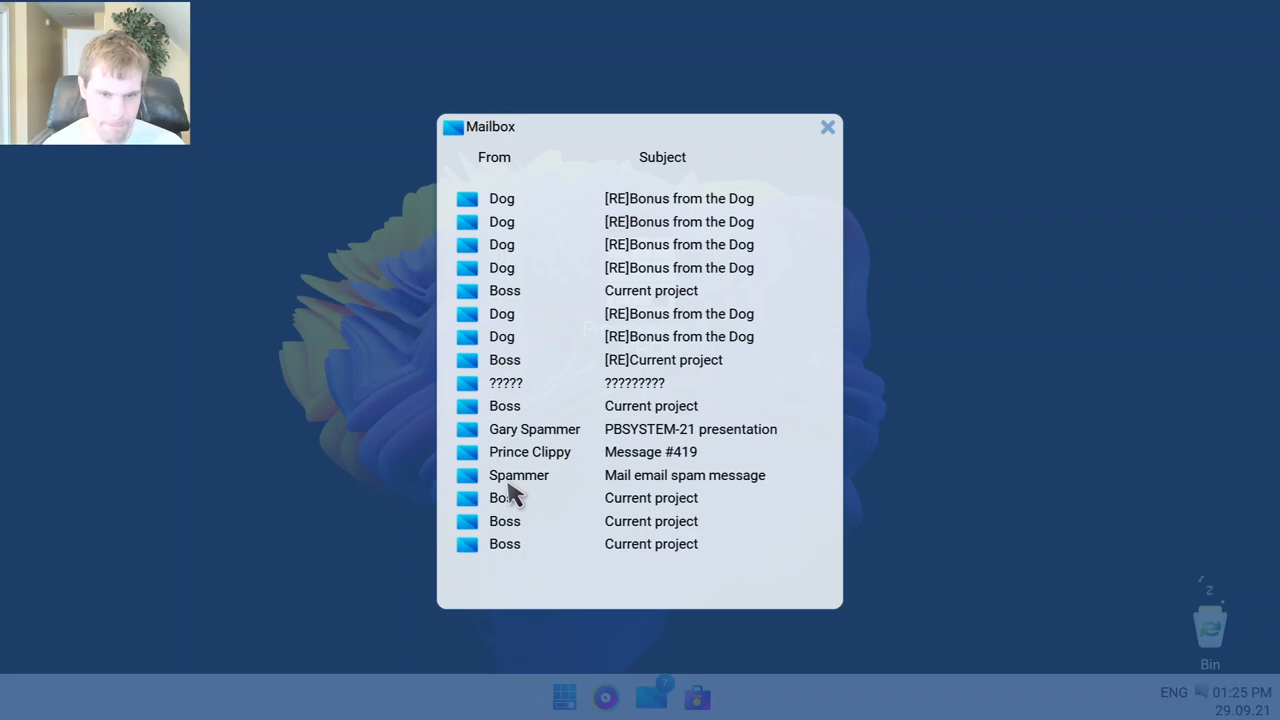 Mailbox
From Subject
Dog [RE]Bonus from the Dog
Dog [RE]Bonus from the Dog
Dog [RE]Bonus from the Dog
Dog [RE]Bonus from the Dog
Boss Current project
Dog [RE]Bonus from the Dog
Dog [RE]Bonus from the Dog
Boss [RE]Current project
????? ?????????
Boss Current project
Gary Spammer PBSYSTEM-21 presentation
Prince Clippy Message #419
Spammer Mail email spam message
Current project
Boss Current project
Boss Current project
z
Bin
7
ENG 01:25 PM
29.09.21